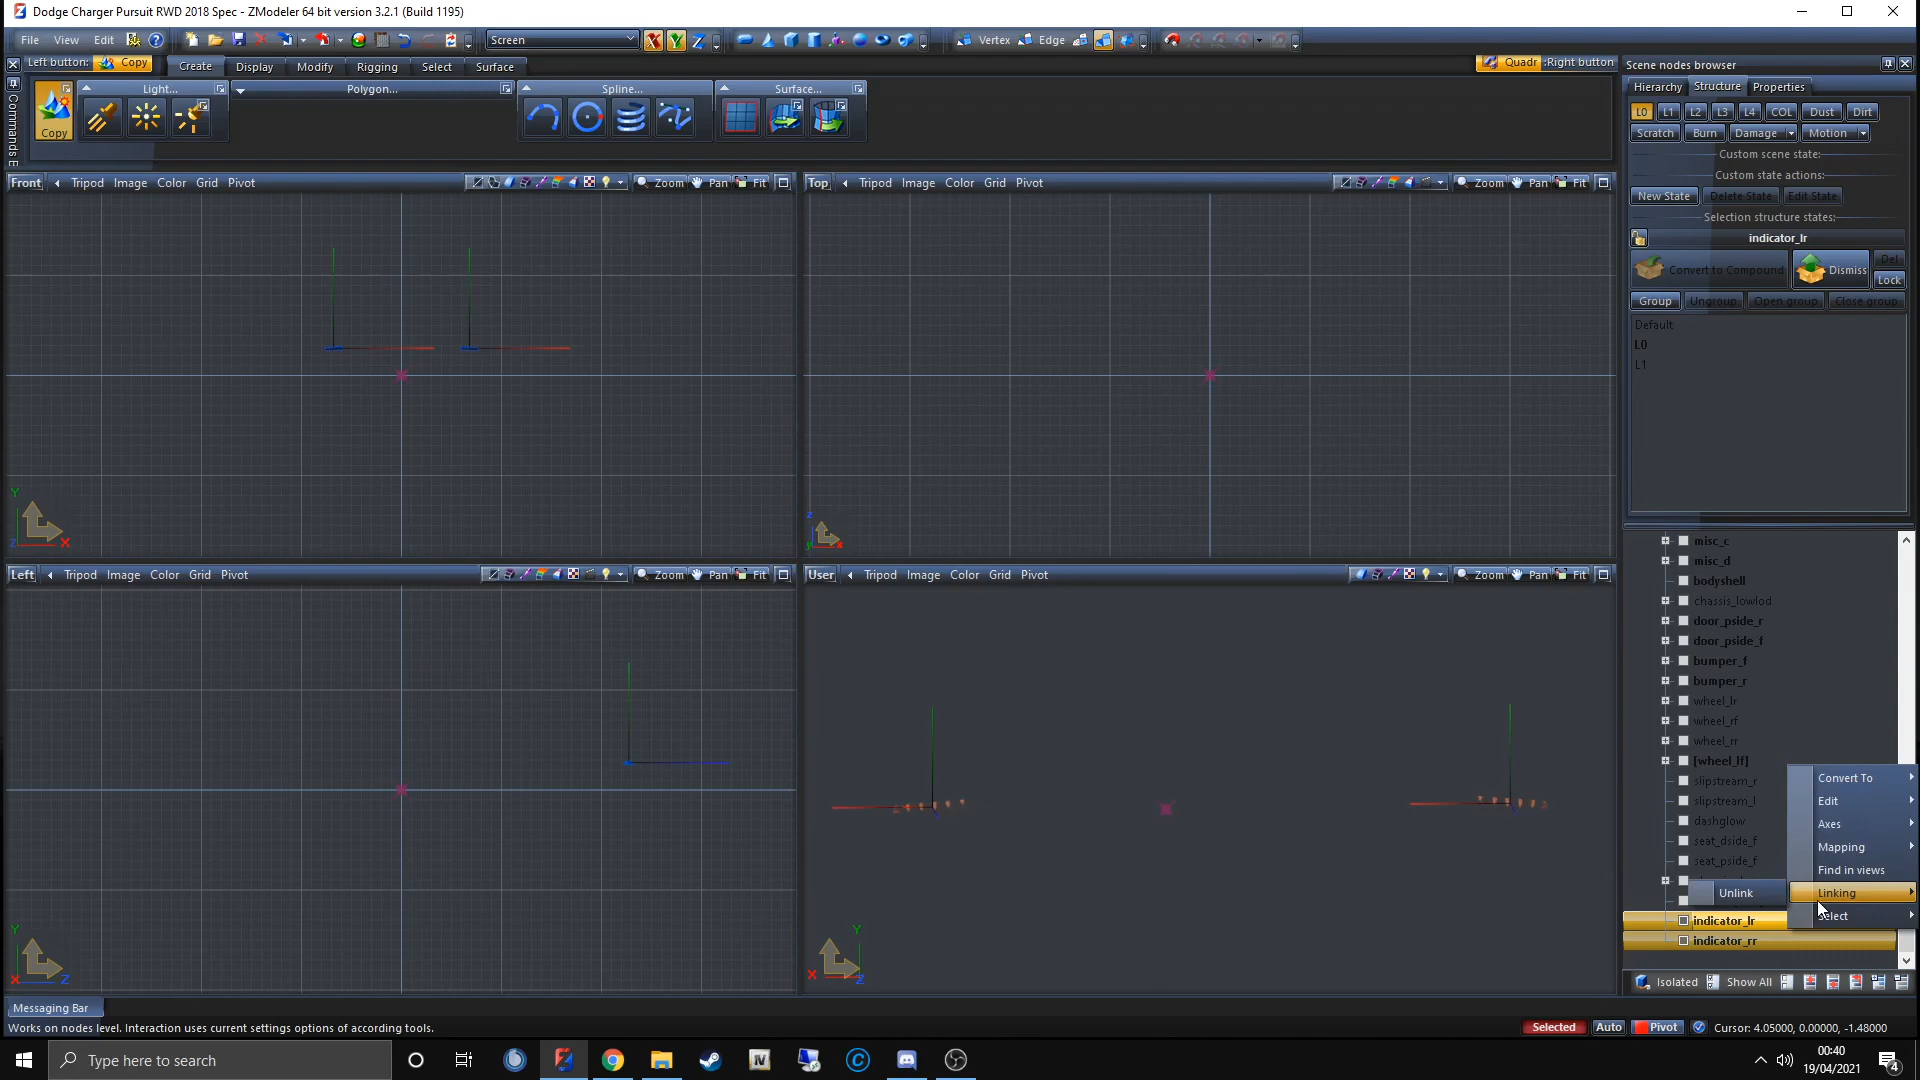 Dodge Charger Pursuit RWD 2018 Spec - ZModeler 64 bit version 3.2.1 (Build 1195)
File View Edit Screen X Y Z Vertex Edge
Left button: Copy Create Display Modify Rigging Select Surface Quadr :Right button
Commands
Copy
Light... Polygon... Spline... Surface...
Scene nodes browser
Hierarchy Structure Properties
L0 L1 L2 L3 L4 COL Dust Dirt
Scratch Burn Damage Motion
Custom scene state:
Custom state actions:
New State Delete State Edit State
Selection structure states:
indicator_lr
Convert to Compound Dismiss Del
Lock
Group Ungroup Open group Close group
Default
L0
L1
Front Tripod Image Color Grid Pivot Zoom Pan Fit
Top Tripod Image Color Grid Pivot Zoom Pan Fit
Y
Z X
z
y x
Left Tripod Image Color Grid Pivot Zoom Pan Fit
User Tripod Image Color Grid Pivot Zoom Pan Fit
Y
X Z
Y
X Z
misc_c
misc_d
bodyshell
chassis_lowlod
door_pside_r
door_pside_f
bumper_f
bumper_r
wheel_lr
wheel_rf
wheel_rr
[wheel_lf]
slipstream_r
slipstream_l
dashglow
seat_dside_f
seat_pside_f
indicator_lr
indicator_rr
Convert To
Edit
Axes
Mapping
Find in views
Linking
Select
Unlink
Isolated Show All
Messaging Bar
Works on nodes level. Interaction uses current settings options of according tools.
Selected Auto Pivot Cursor: 4.05000, 0.00000, -1.48000
Type here to search
00:40
19/04/2021
4